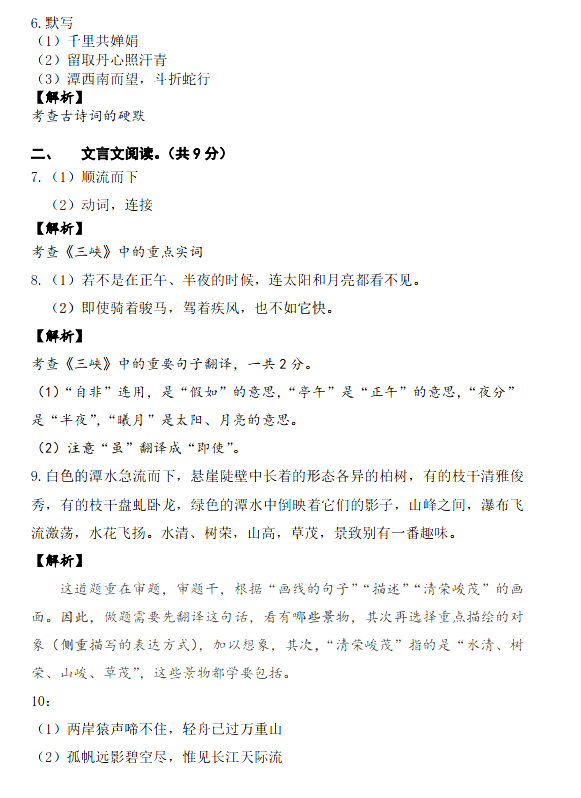 6.默写
（1）千里共婵娟
（2）留取丹心照汗青
（3）潭西南而望，斗折蛇行
【解析】
考查古诗词的硬默
二、 文言文阅读。（共9分）
7.（1）顺流而下
（2）动词，连接
【解析】
考查《三峡》中的重点实词
8.（1）若不是在正午、半夜的时候，连太阳和月亮都看不见。
（2）即使骑着骏马，驾着疾风，也不如它快。
【解析】
考查《三峡》中的重要句子翻译，一共2分。
（1）“自非”连用，是“假如”的意思，“亭午”是“正午”的意思，“夜分”
是“半夜”，“曦月”是太阳、月亮的意思。
（2）注意“虽”翻译成“即使”。
9.白色的潭水急流而下，悬崖陡壁中长着的形态各异的柏树，有的枝干清雅俊
秀，有的枝干盘虬卧龙，绿色的潭水中倒映着它们的影子，山峰之间，瀑布飞
流激荡，水花飞扬。水清、树荣，山高，草茂，景致别有一番趣味。
【解析】
这道题重在审题，审题干，根据“画线的句子”“描述”“清荣峻茂”的画
面。因此，做题需要先翻译这句话，看有哪些景物，其次再选择重点描绘的对
象（侧重描写的表达方式），加以想象，其次，“清荣峻茂”指的是“水清、树
荣、山峻、草茂”，这些景物都学要包括。
10：
（1）两岸猿声啼不住，轻舟已过万重山
（2）孤帆远影碧空尽，惟见长江天际流